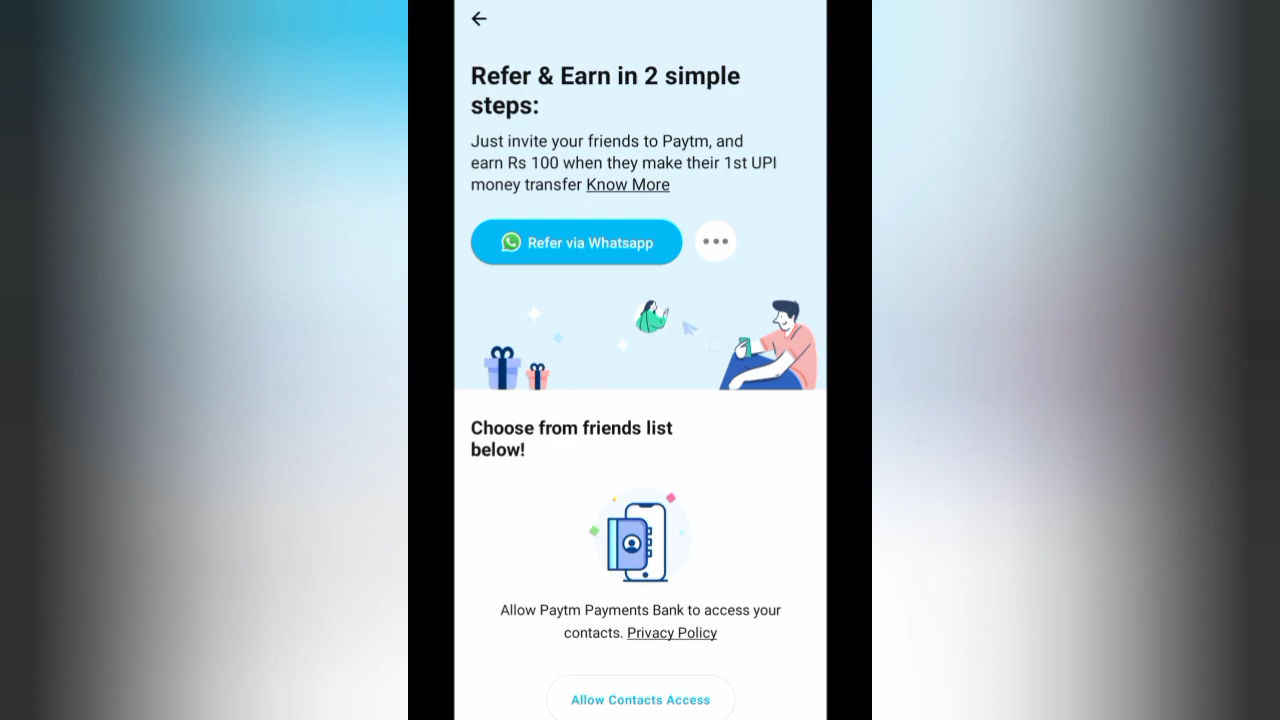 Refer & Earn in 2 simple
steps:
Just invite your friends to Paytm, and
earn Rs 100 when they make their 1st UPI
money transfer Know More
Refer via Whatsapp
Choose from friends list
below!
Allow Paytm Payments Bank to access your
contacts. Privacy Policy
Allow Contacts Access